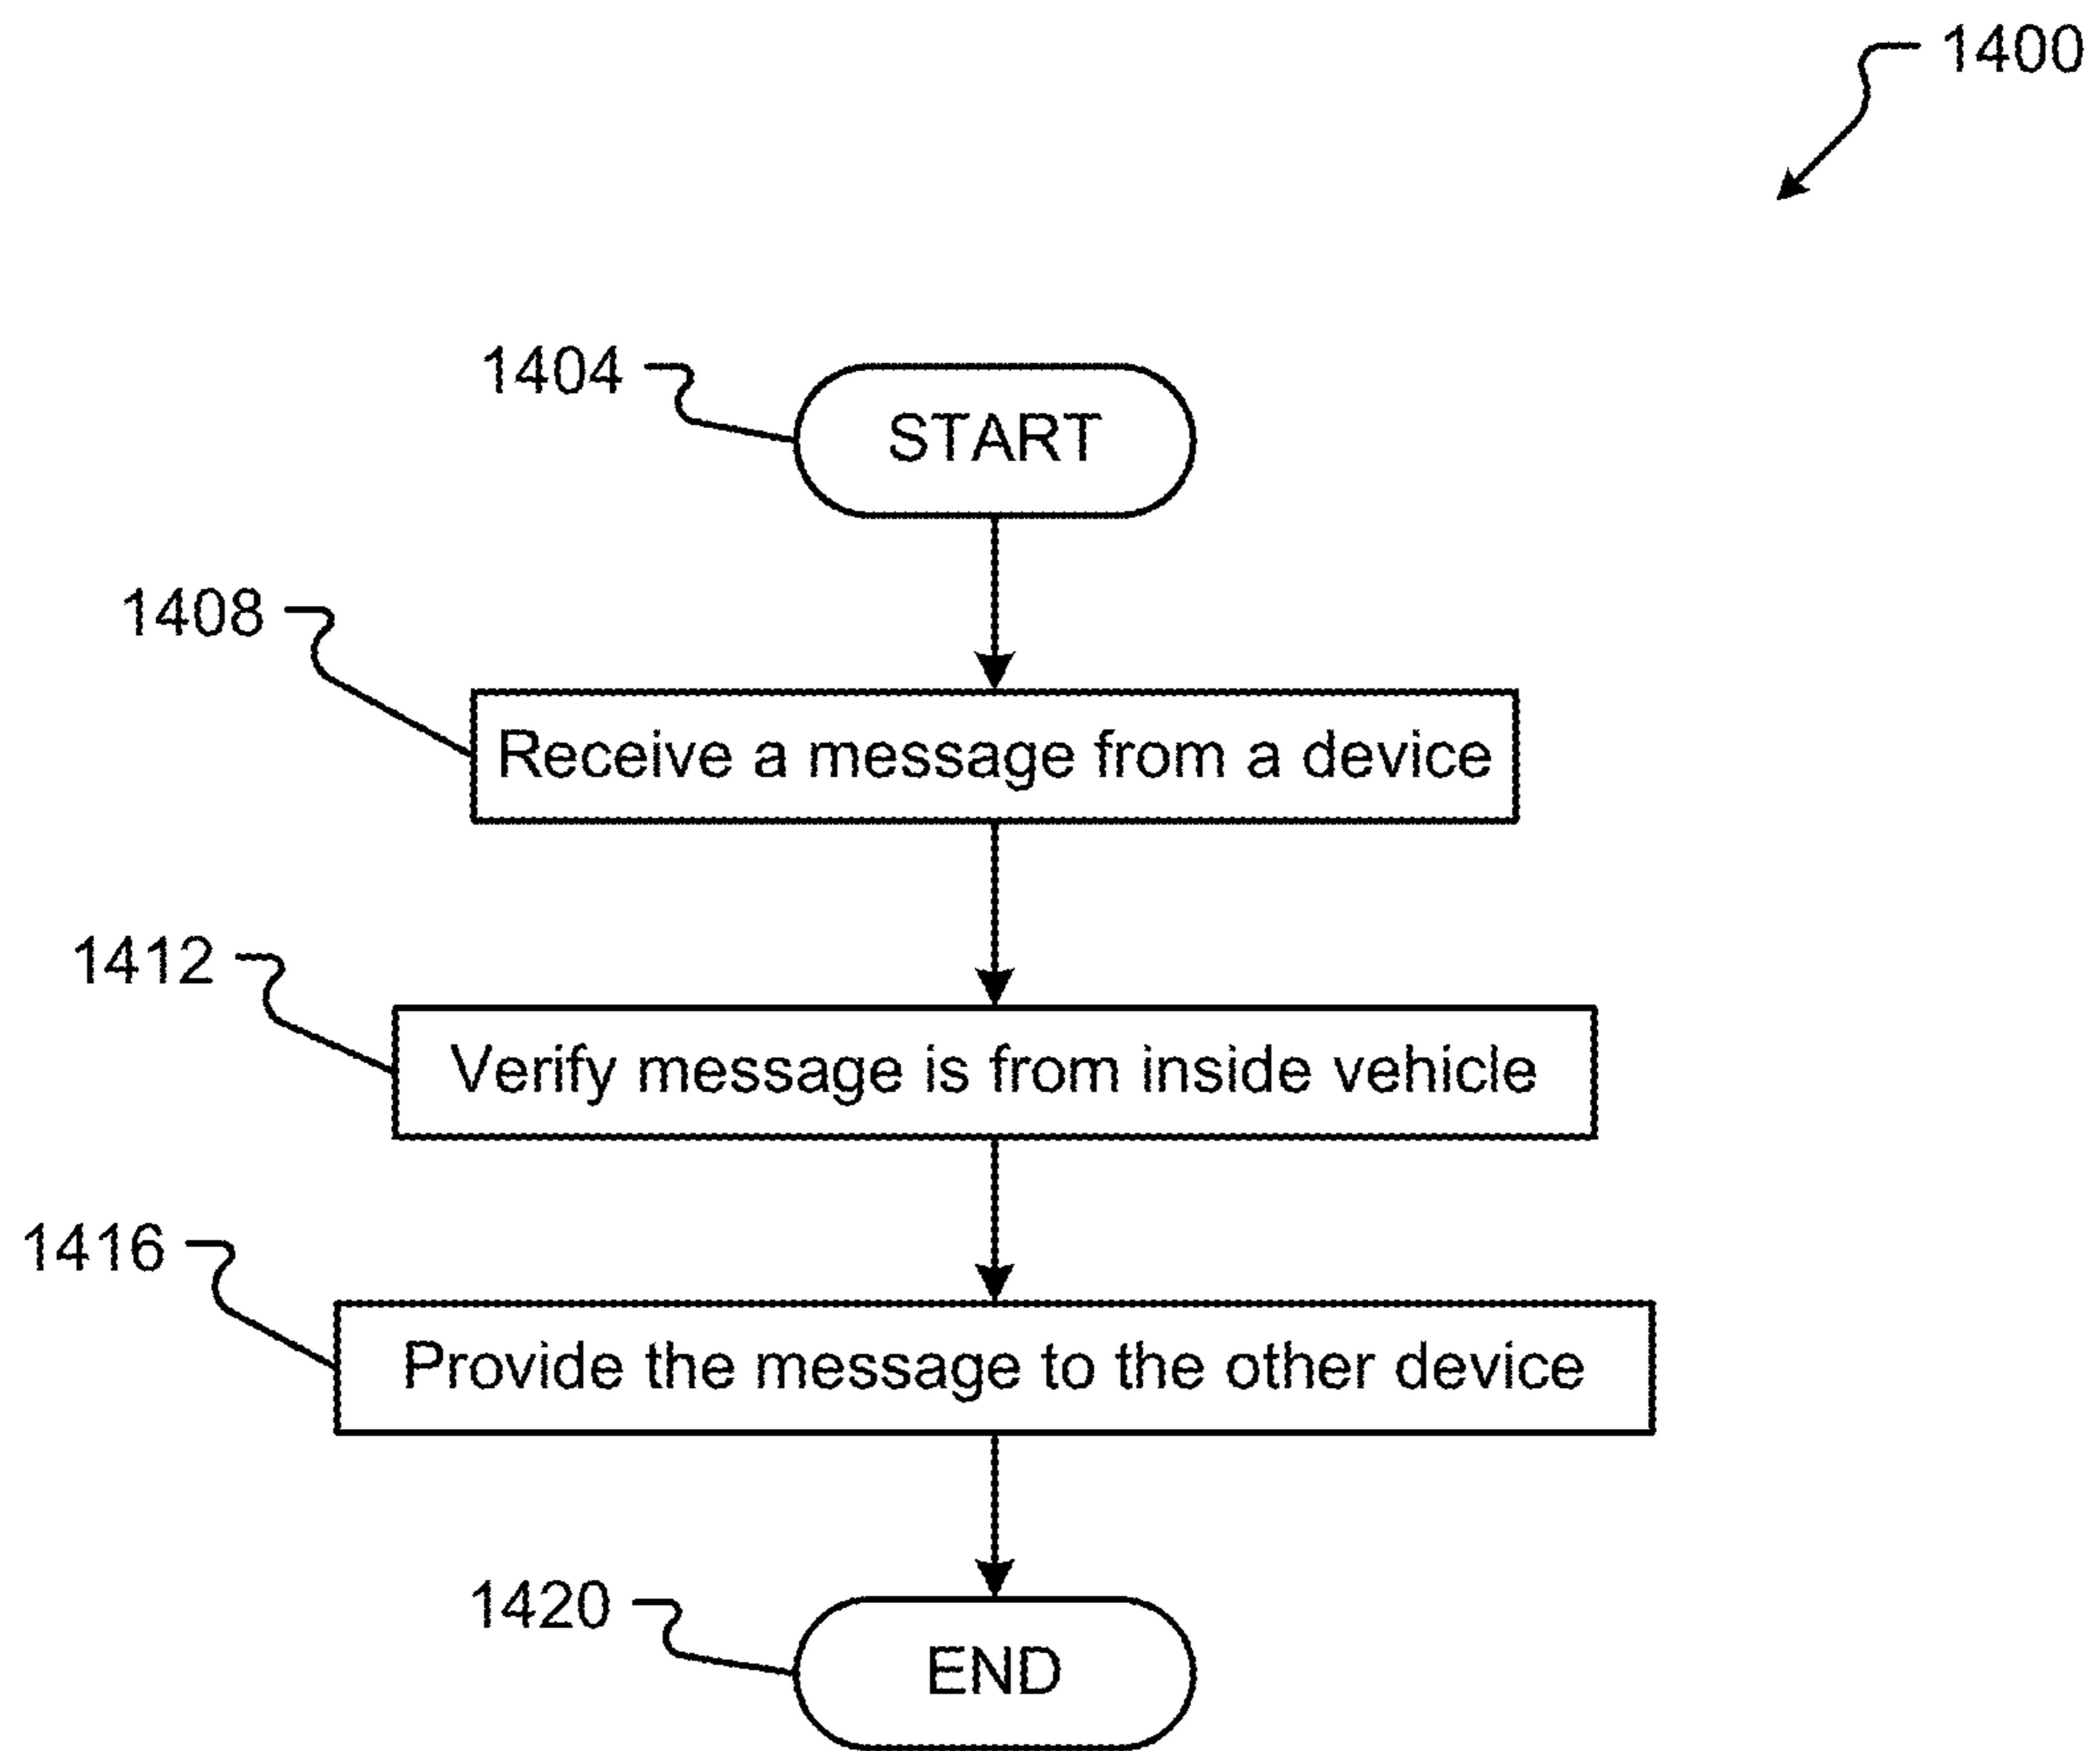 1400
1404
START
1408
Receive a message from a device
1412
Verify message is from inside vehicle
1416
Provide the message to the other device
1420
END